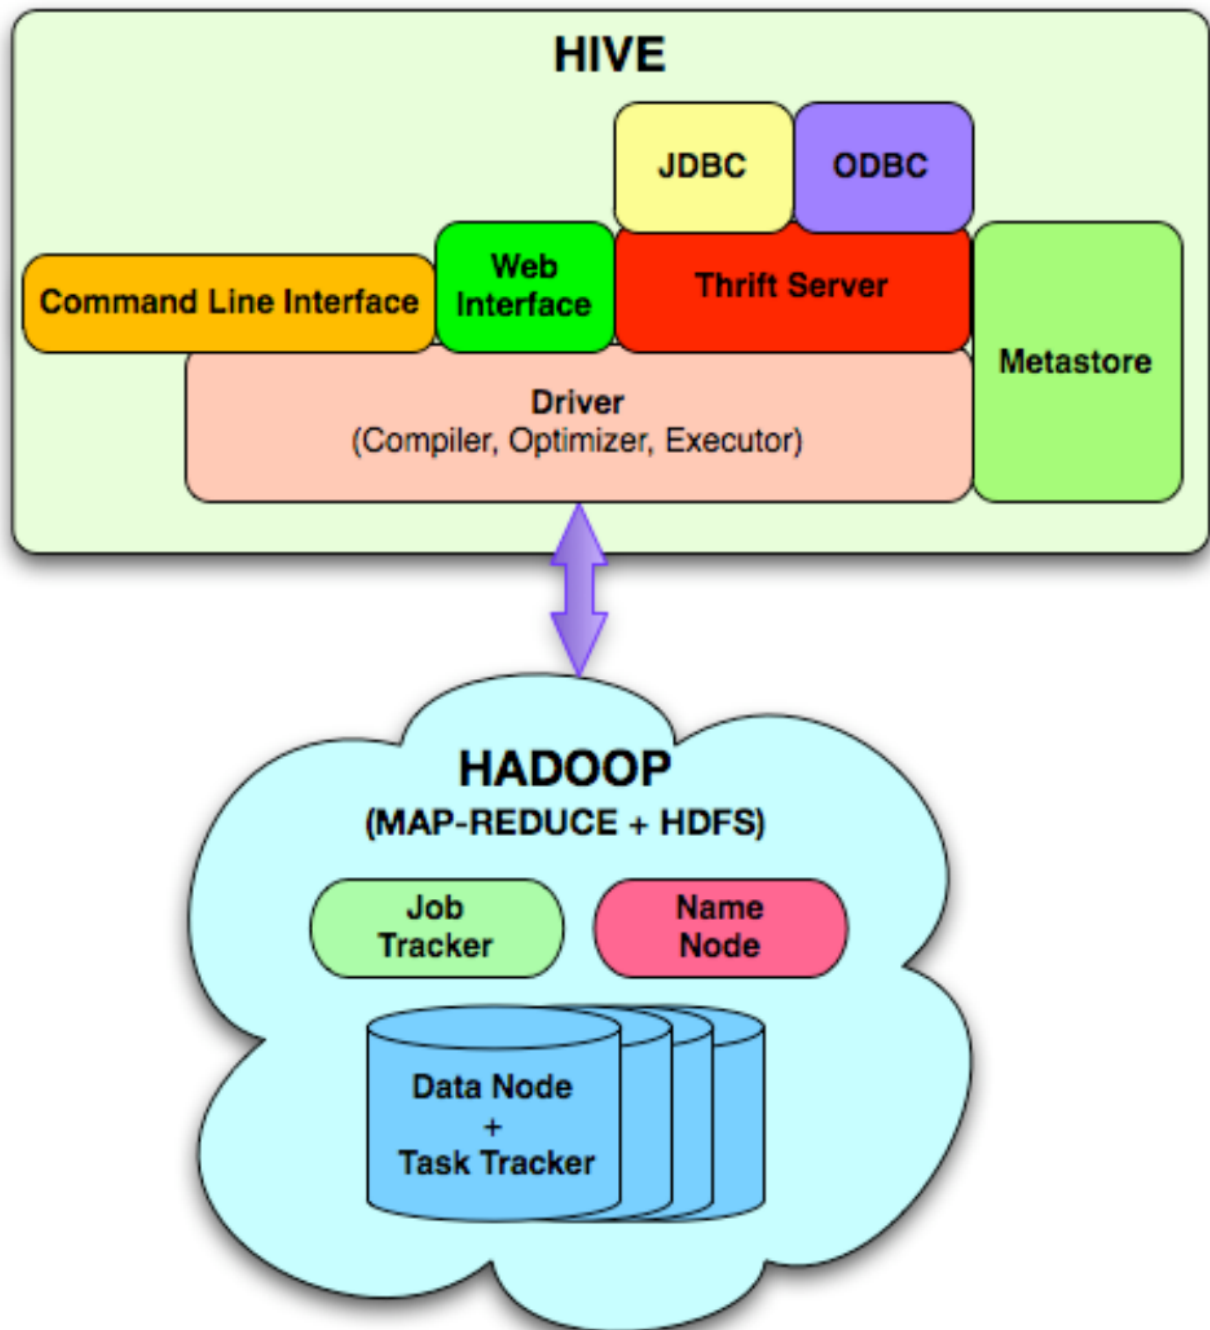 HIVE
JDBC
ODBC
Command Line Interface
Web
Interface
Thrift Server
Metastore
Driver
(Compiler, Optimizer, Executor)
HADOOP
(MAP-REDUCE + HDFS)
Job
Tracker
Name
Node
Data Node
+
Task Tracker